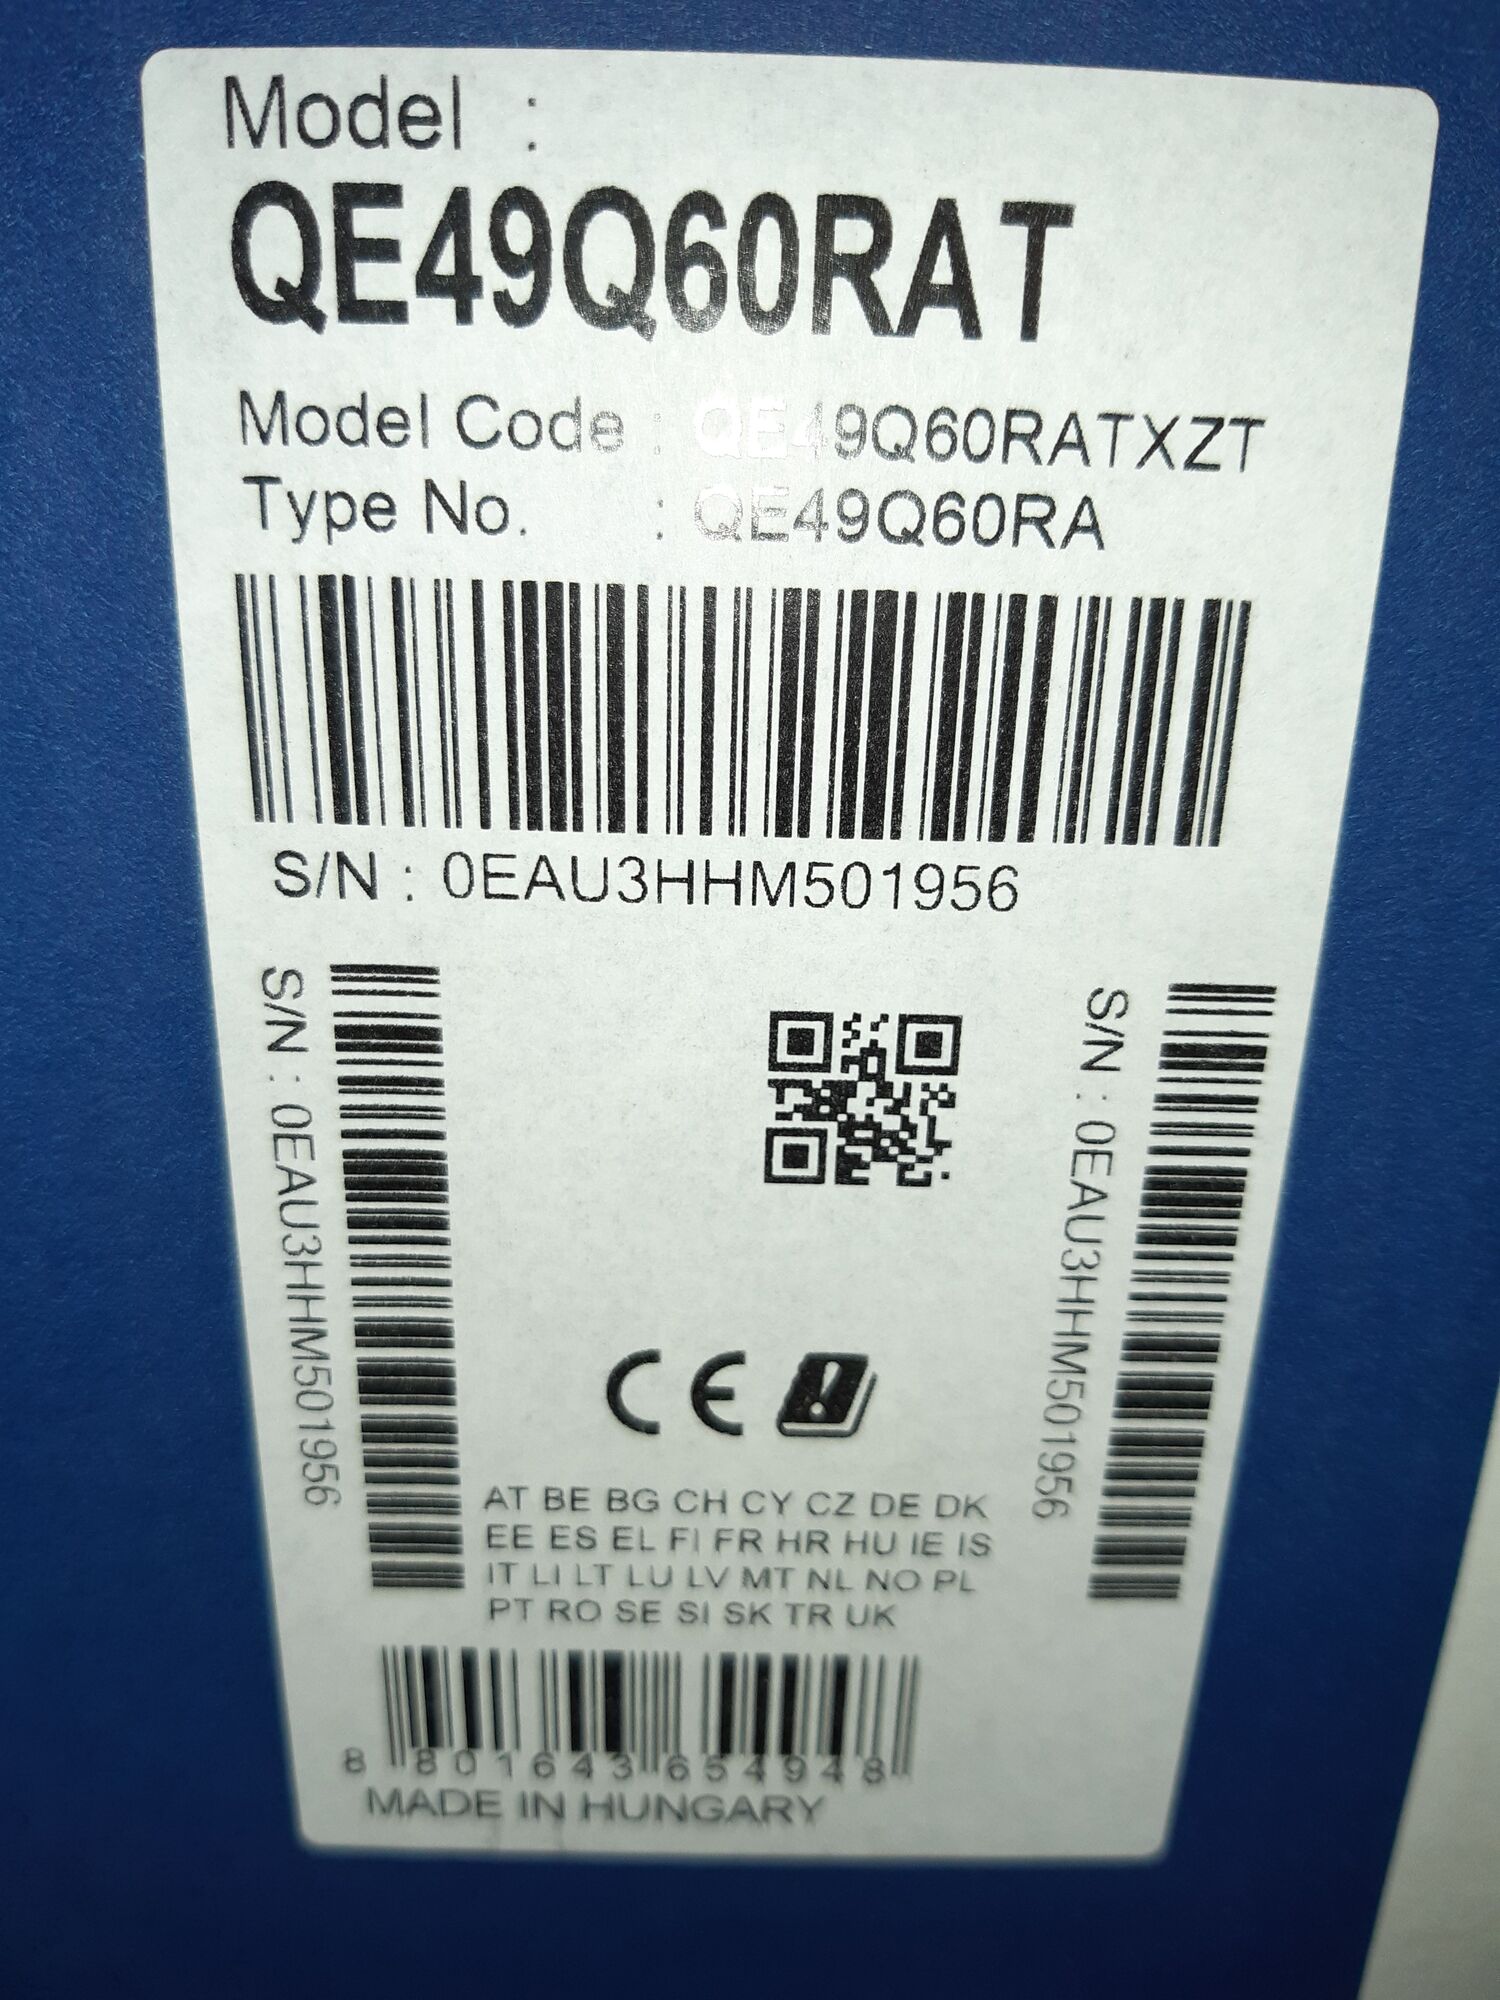 Model :
QE49Q60RAT
Model Code : QE49Q60RATXZT
Type No. : QE49Q60RA
S/N : 0EAU3HHM501956
S/N : 0EAU3HHM501956
S/N : 0EAU3HHM501956
CE
AT BE BG CH CY CZ DE DK
EE ES EL FI FR HR HU IE IS
IT LI LT LU LV MT NL NO PL
PT RO SE SI SK TR UK
8 801643 654948
MADE IN HUNGARY